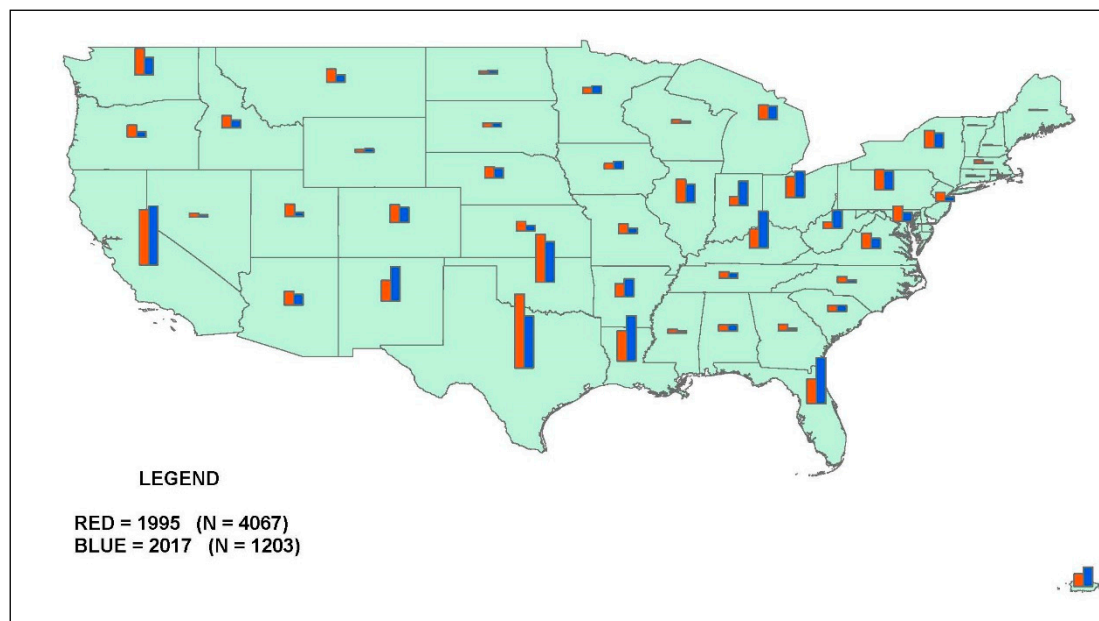 LEGEND
RED = 1995 (N = 4067)
BLUE = 2017 (N = 1203)